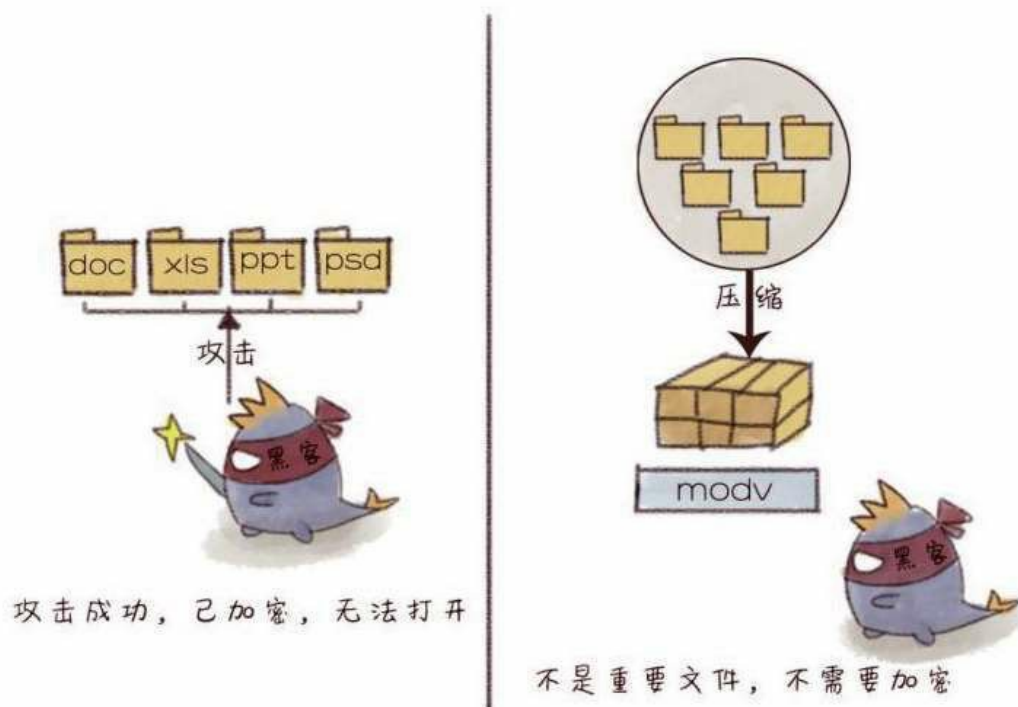 doc xls ppt psd
攻击
黑客
攻击成功，己加密，无法打开
压缩
modv
黑客
不是重要文件，不需要加密